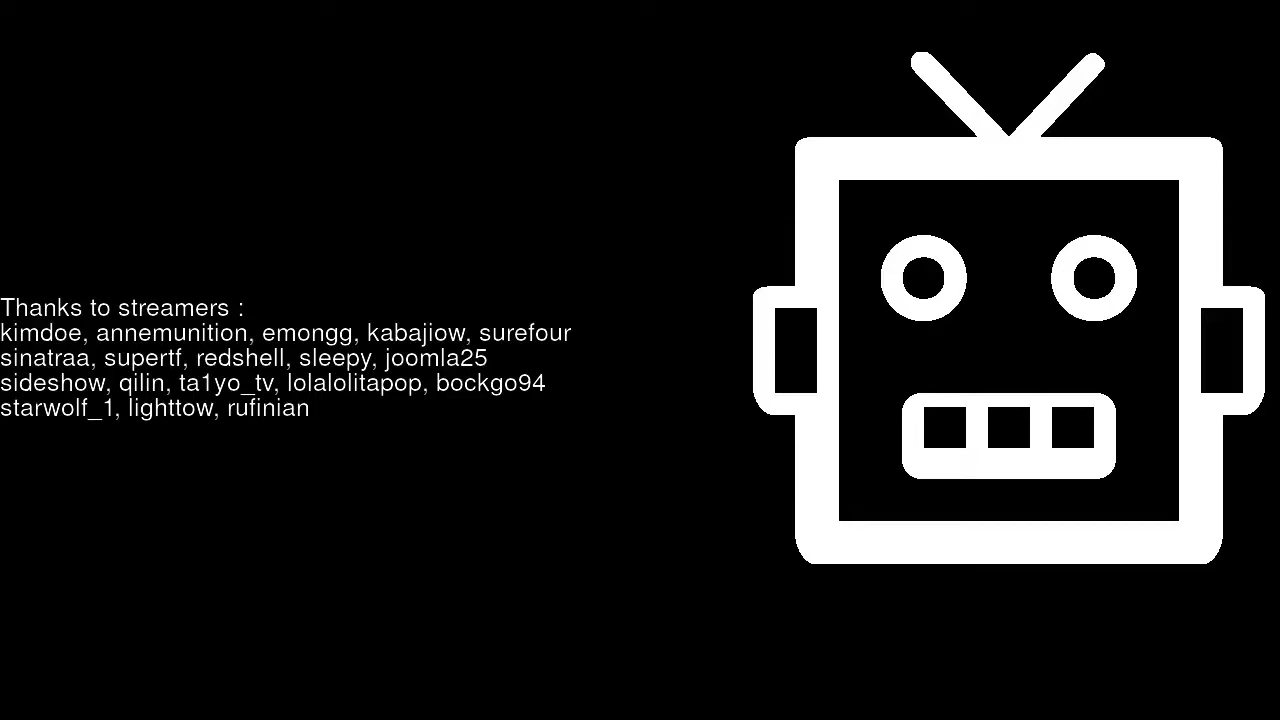 Thanks to streamers :
kimdoe, annemunition, emongg, kabajiow, surefour
sinatraa, supertf, redshell, sleepy, joomla25
sideshow, qilin, ta1yo_tv, lolalolitapop, bockgo94
starwolf_1, lighttow, rufinian